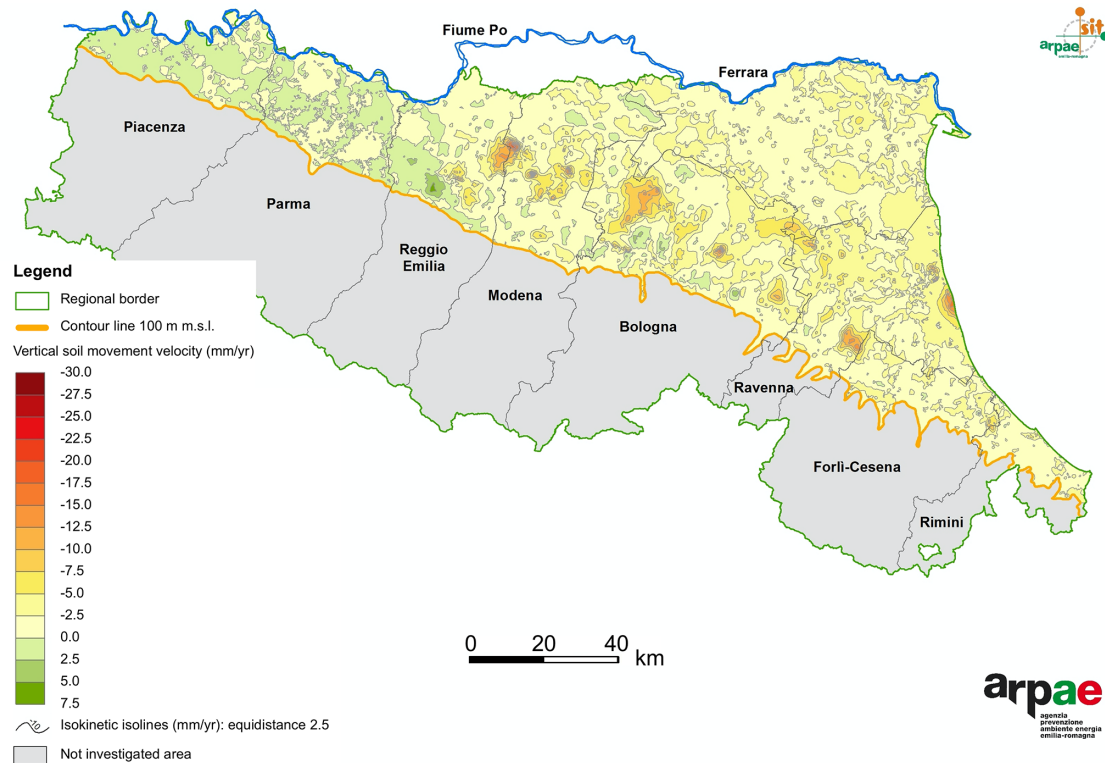 Fiume Po
sit
arpae
emilia-romagna
Ferrara
Piacenza
Parma
Reggio
Emilia
Modena
Bologna
Ravenna
Forlì-Cesena
Rimini
Legend
Regional border
Contour line 100 m m.s.l.
Vertical soil movement velocity (mm/yr)
-30.0
-27.5
-25.0
-22.5
-20.0
-17.5
-15.0
-12.5
-10.0
-7.5
-5.0
-2.5
0.0
2.5
5.0
7.5
Isokinetic isolines (mm/yr): equidistance 2.5
Not investigated area
0 20 40
km
arpae
agenzia
prevenzione
ambiente energia
emilia-romagna